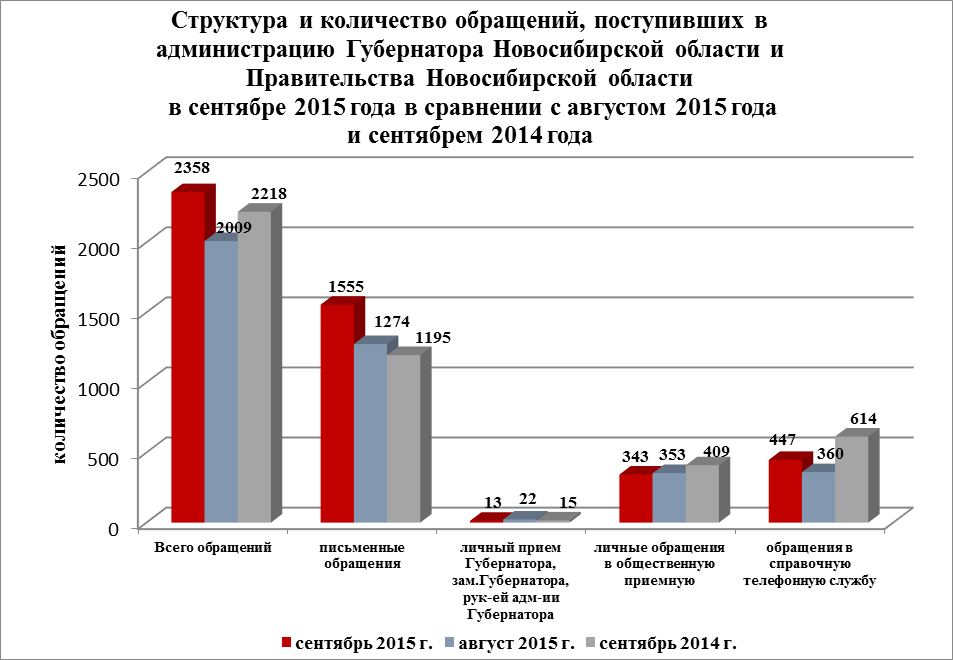 Структура и количество обращений, поступивших в
администрацию Губернатора Новосибирской области и
Правительства Новосибирской области
в сентябре 2015 года в сравнении с августом 2015 года
и сентябрем 2014 года
количество обращений
2500
2000
1500
1000
500
0
2358
2009
2218
1555
1274
1195
13
22
15
343
353
409
447
360
614
Всего обращений
письменные
обращения
личный прием
Губернатора,
зам.Губернатора,
рук-ей адм-ии
Губернатора
личные обращения
в общественную
приемную
обращения в
справочную
телефонную службу
сентябрь 2015 г.
август 2015 г.
сентябрь 2014 г.